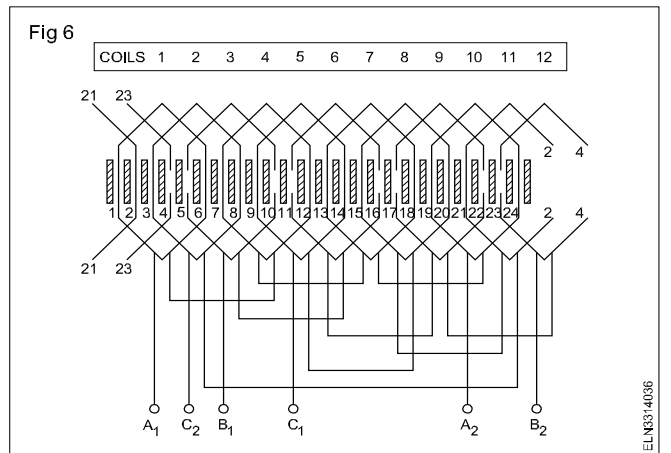 Fig 6
COILS 1 2 3 4 5 6 7 8 9 10 11 12
21 23
2 4
1 2 3 4 5 6 7 8 9 10 11 12 13 14 15 16 17 18 19 20 21 22 23 24
2 4
21 23
A1 C2 B1 C1 A2 B2
ELN3314036